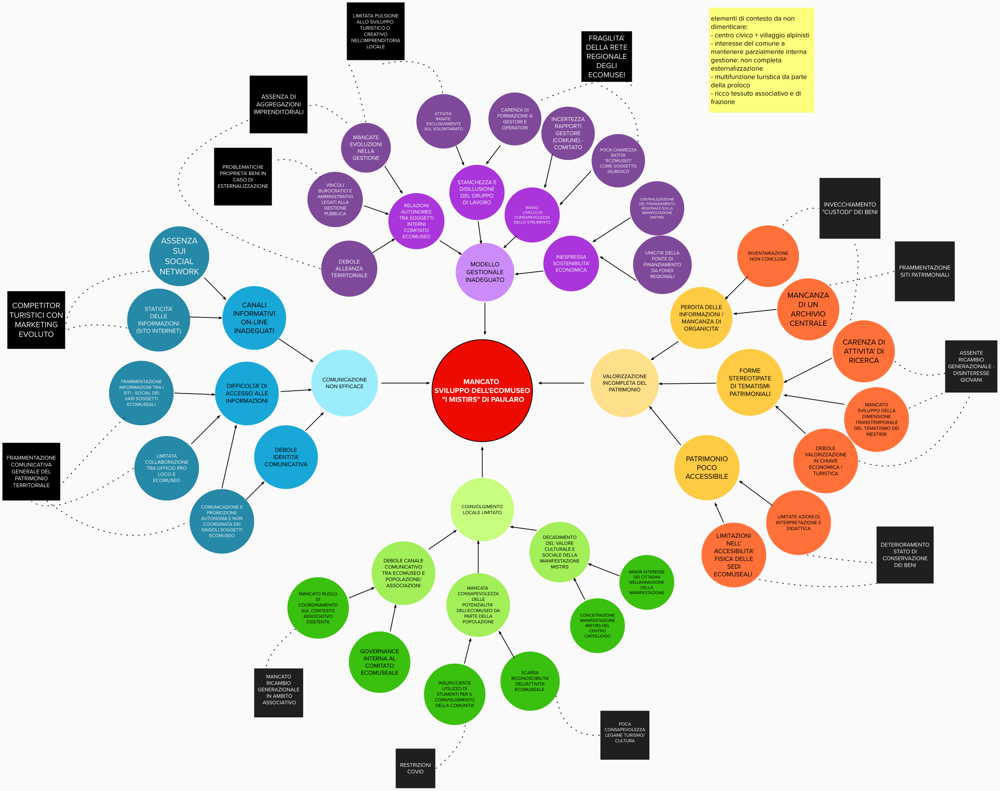 LIMITATA PULSIONE
ALLO SVILUPPO
TURISTICO O
CREATIVO
NELL'IMPRENDITORIA
LOCALE
FRAGILITA'
DELLA RETE
REGIONALE
DEGLI
ECOMUSEI
elementi di contesto da non
dimenticare:
- centro civico + villaggio alpinisti
- interesse del comune a
mantenere parzialmente interna
gestione: non completa
esternalizzazione
- multifunzione turistica da parte
della proloco
- ricco tessuto associativo e di
frazione
ASSENZA DI
AGGREGAZIONI
IMPRENDITORIALI
PROBLEMATICHE
PROPRIETA' BENI IN
CASO DI
ESTERNALIZZAZIONE
MANCATE
EVOLUZIONI
NELLA
GESTIONE
VINCOLI
BUROCRATICI E
AMMINISTRATIVI
LEGATI ALLA
GESTIONE
PUBBLICA
DEBOLE
ALLEANZA
TERRITORIALE
RELAZIONI
AUTONOMEE
TRA SOGGETTI
INTERNI
COMITATO
ECOMUSEO
ATTIVITA'
BASATE
ESCLUSIVAMENTE
SUL VOLONTARIATO
CARENZA DI
FORMAZIONE A
GESTORI E
OPERATORI
INCERTEZZA
RAPPORTI
GESTORE
(COMUNE) -
COMITATO
POCA CHIAREZZA
ENTITA'
"ECOMUSEO"
COME SOGGETTO
GIURIDICO
STANCHEZZA E
DISILLUSIONE
DEL GRUPPO
DI LAVORO
BASSO
LIVELLO DI
CONSAPEVOLEZZA
DELLO STRUMENTO
CENTRALIZZAZIONE
DEL FINANZIAMENTO
REGIONALE SULLA
MANIFESTAZIONE
MISTIRS
UNICITA' DELLA
FONTE DI
FINANZIAMENTO
DA FONDI
REGIONALI
INESPRESSA
SOSTENIBILITA'
ECONOMICA
MODELLO
GESTIONALE
INADEGUATO
ASSENZA
SUI
SOCIAL
NETWORK
STATICITA'
DELLE
INFORMAZIONI
(SITO INTERNET)
COMPETITOR
TURISTICI CON
MARKETING
EVOLUTO
CANALI
INFORMATIVI
ON-LINE
INADEGUATI
FRAMMENTAZIONE
INFORMAZIONI TRA I
SITI - SOCIAL DEI
VARI SOGGETTI
ECOMUSEALI
DIFFICOLTA' DI
ACCESSO ALLE
INFORMAZIONI
COMUNICAZIONE
NON EFFICACE
LIMITATA
COLLABORAZIONE
TRA UFFICIO PRO
LOCO E
ECOMUSEO
DEBOLE
IDENTITA'
COMUNICATIVA
FRAMMENTAZIONE
COMUNICATIVA
GENERALE DEL
PATRIMONIO
TERRITORIALE
COMUNICAZIONE E
PROMOZIONE
AUTONOMA E NON
COORDINATA DEI
SINGOLI SOGGETTI
ECOMUSEO
MANCATO
SVILUPPO DELL'ECOMUSEO
"I MISTIRS" DI PAULARO
INVECCHIAMENTO
"CUSTODI" DEI BENI
FRAMMENTAZIONE
SITI PATRIMONIALI
INVENTARIAZIONE
NON CONCLUSA
MANCANZA
DI UN
ARCHIVIO
CENTRALE
PERDITA DELLE
INFORMAZIONI /
MANCANZA DI
ORGANICITA'
CARENZA DI
ATTIVITA' DI
RICERCA
ASSENTE
RICAMBIO
GENERAZIONALE -
DISINTERESSE
GIOVANI
VALORIZZAZIONE
INCOMPLETA DEL
PATRIMONIO
FORME
STEREOTIPATE
DI TEMATISMI
PATRIMONIALI
MANCATO
SVILUPPO DELLA
DIMENSIONE
TRANSTEMPORALE
DEL TEMATISMO DEI
MESTIERI
DEBOLE
VALORIZZAZIONE
IN CHIAVE
ECONOMICA /
TURISTICA
PATRIMONIO
POCO
ACCESSIBILE
LIMITATE AZIONI DI
INTERPRETAZIONE E
DIDATTICA
LIMITAZIONI
NELL'
ACCESIBILITA'
FISICA DELLE
SEDI
ECOMUSEALI
DETERIORAMENTO
STATO DI
CONSERVAZIONE
DEI BENI
COINVOLGIMENTO
LOCALE LIMITATO
DECADIMENTO
DEL VALORE
CULTURALE E
SOCIALE DELLA
MANIFESTAZIONE
MISTIRS
DEBOLE CANALE
COMUNICATIVO
TRA ECOMUSEO E
POPOLAZIONE/
ASSOCIAZIONI
MANCATA
CONSAPEVOLEZZA
DELLE
POTENZIALITA'
DELL'ECOMUSEO DA
PARTE DELLA
POPOLAZIONE
MINOR INTERESSE
DEI CITTADINI
NELL'ANIMAZIONE
DELLA
MANIFESTAZIONE
CONCETRAZIONE
MANIFESTAZIONE
MISTIRS NEL
CENTRO
CAPOLUOGO
MANCATO RUOLO
DI
COORDINAMENTO
SUL CONTESTO
ASSOCIATIVO
ESISTENTE
GOVERNANCE
INTERNA AL
COMITATO
ECOMUSEALE
INSUFICCIENTE
UTILIZZO DI
STUMENTI PER IL
COINVOLGIMENTO
DELLA COMUNITA'
SCARSA
RICONOSCIBILITA'
DELL'ATTIVITA'
ECOMUSEALE
MANCATO
RICAMBIO
GENERAZIONALE
IN AMBITO
ASSOCIATIVO
POCA
CONSAPEVOLEZZA
LEGAME TURISMO/
CULTURA
RESTRIZIONI
COVID